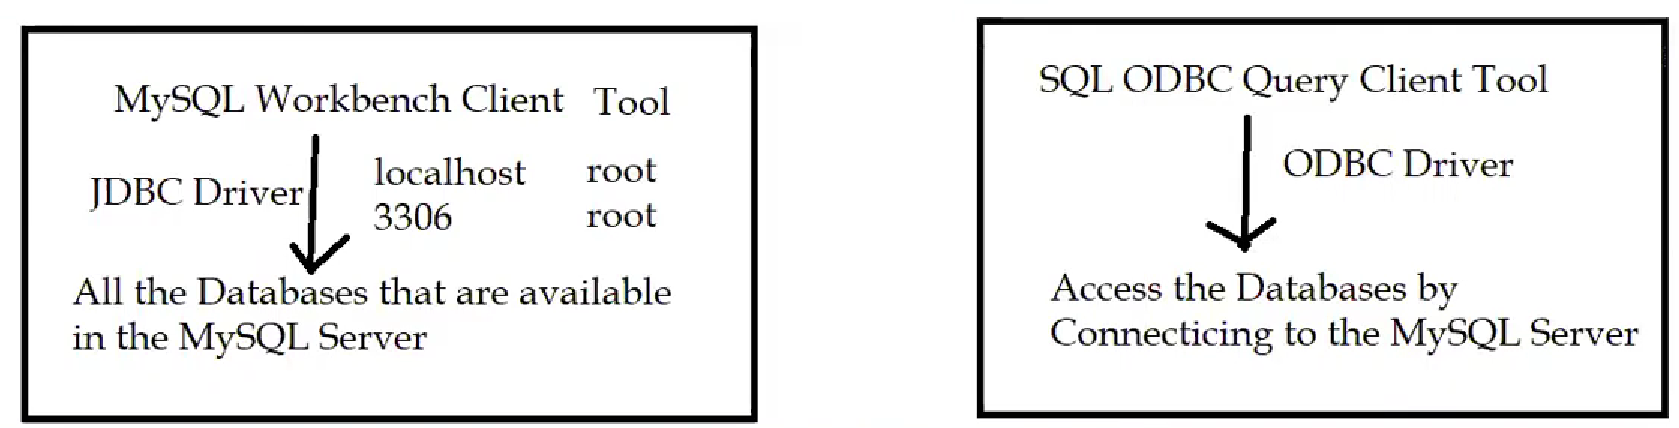 MySQL Workbench Client Tool
JDBC Driver
localhost root
3306 root
All the Databases that are available
in the MySQL Server
SQL ODBC Query Client Tool
ODBC Driver
Access the Databases by
Connecticing to the MySQL Server